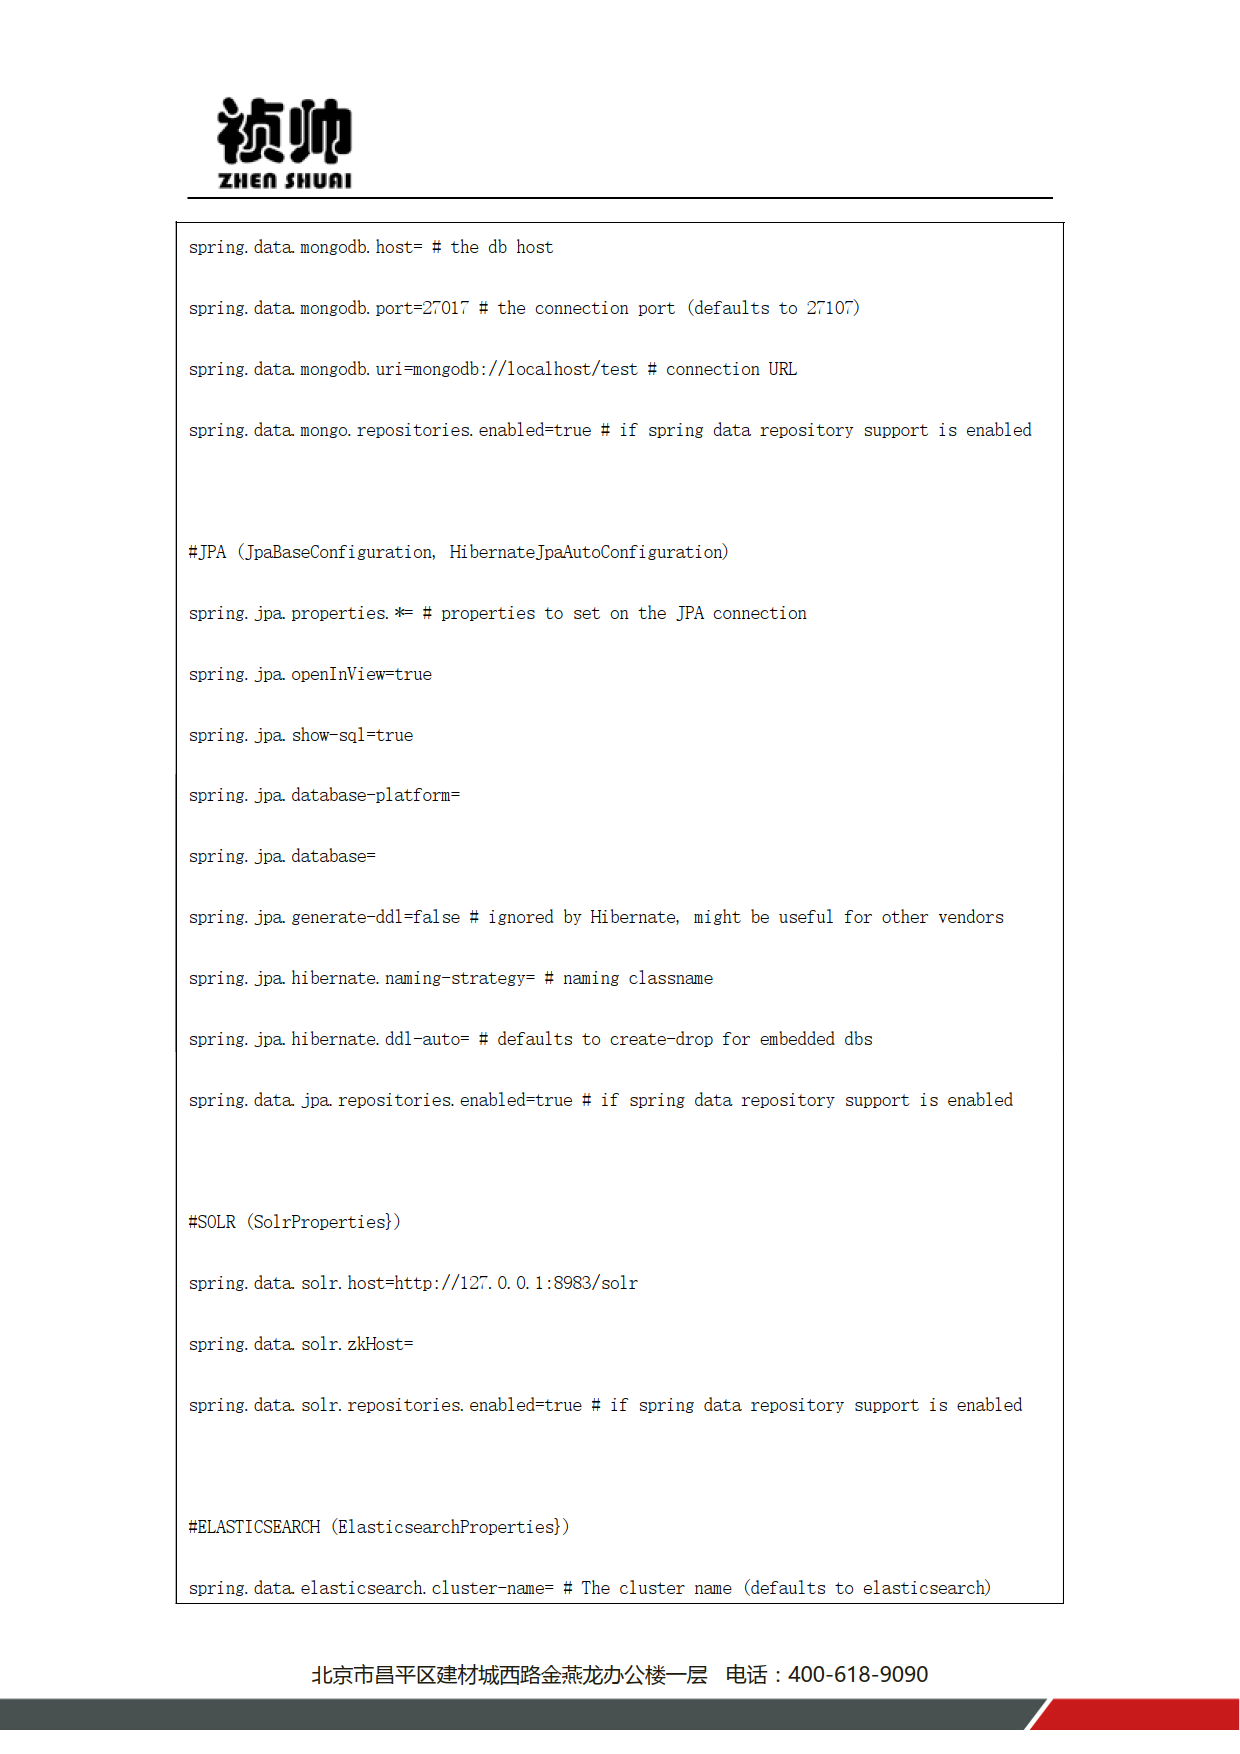 祯帅
ZHEN SHUAI
spring.data.mongodb.host= # the db host
spring.data.mongodb.port=27017 # the connection port (defaults to 27107)
spring.data.mongodb.uri=mongodb://localhost/test # connection URL
spring.data.mongo.repositories.enabled=true # if spring data repository support is enabled
#JPA (JpaBaseConfiguration, HibernateJpaAutoConfiguration)
spring.jpa.properties.*= # properties to set on the JPA connection
spring.jpa.openInView=true
spring.jpa.show-sql=true
spring.jpa.database-platform=
spring.jpa.database=
spring.jpa.generate-ddl=false # ignored by Hibernate, might be useful for other vendors
spring.jpa.hibernate.naming-strategy= # naming classname
spring.jpa.hibernate.ddl-auto= # defaults to create-drop for embedded dbs
spring.data.jpa.repositories.enabled=true # if spring data repository support is enabled
#SOLR (SolrProperties})
spring.data.solr.host=http://127.0.0.1:8983/solr
spring.data.solr.zkHost=
spring.data.solr.repositories.enabled=true # if spring data repository support is enabled
#ELASTICSEARCH (ElasticsearchProperties})
spring.data.elasticsearch.cluster-name= # The cluster name (defaults to elasticsearch)
北京市昌平区建材城西路金燕龙办公楼一层 电话：400-618-9090